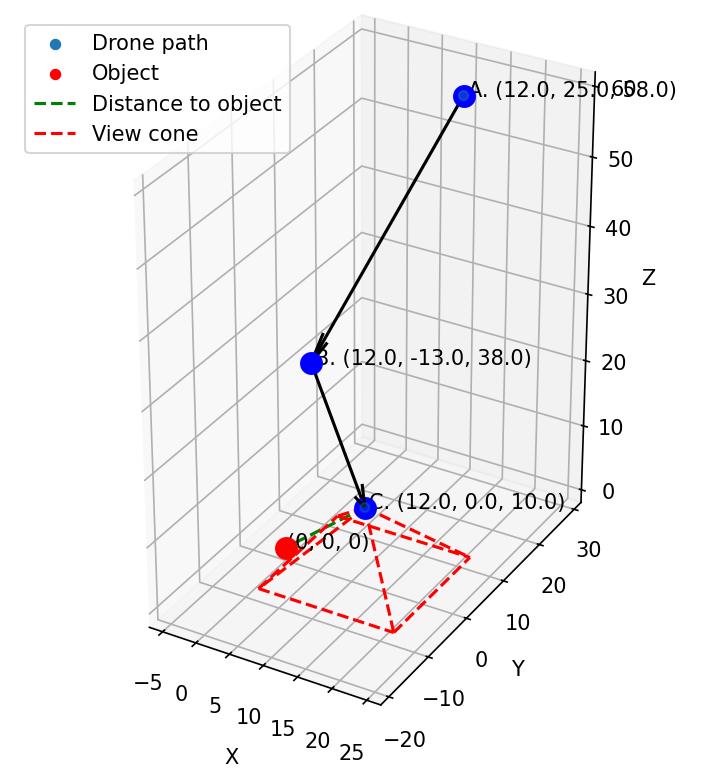 Drone path
Object
Distance to object
View cone
A. (12.0, 25.0, 58.0)
B. (12.0, -13.0, 38.0)
C. (12.0, 0.0, 10.0)
(0, 0, 0)
60
50
40
30
20
10
0
Z
30
20
10
0
−10
−20
Y
−5
0
5
10
15
20
25
X